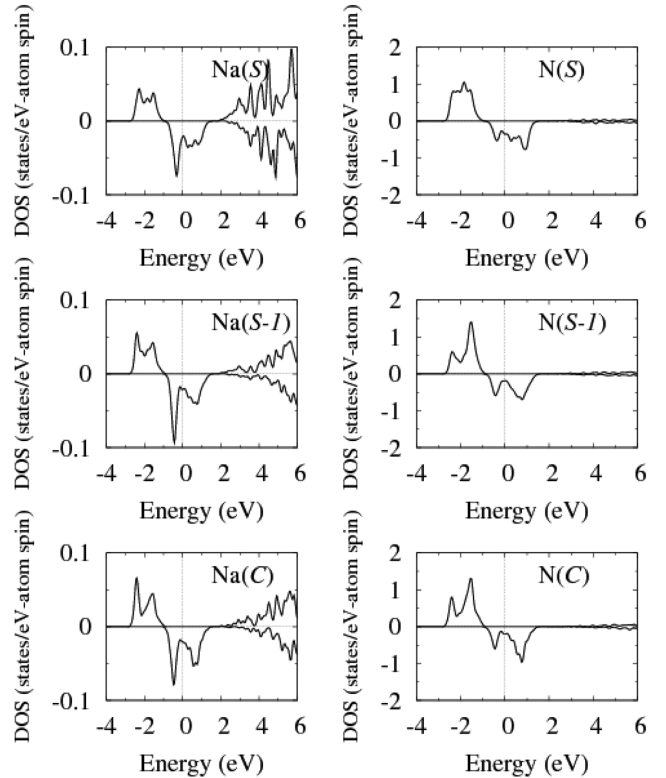 DOS (states/eV-atom spin)
0.1
0
-0.1
Na(S)
-4 -2 0 2 4 6
Energy (eV)
DOS (states/eV-atom spin)
2
1
0
-1
-2
N(S)
-4 -2 0 2 4 6
Energy (eV)
DOS (states/eV-atom spin)
0.1
0
-0.1
Na(S-1)
-4 -2 0 2 4 6
Energy (eV)
DOS (states/eV-atom spin)
2
1
0
-1
-2
N(S-1)
-4 -2 0 2 4 6
Energy (eV)
DOS (states/eV-atom spin)
0.1
0
-0.1
Na(C)
-4 -2 0 2 4 6
Energy (eV)
DOS (states/eV-atom spin)
2
1
0
-1
-2
N(C)
-4 -2 0 2 4 6
Energy (eV)